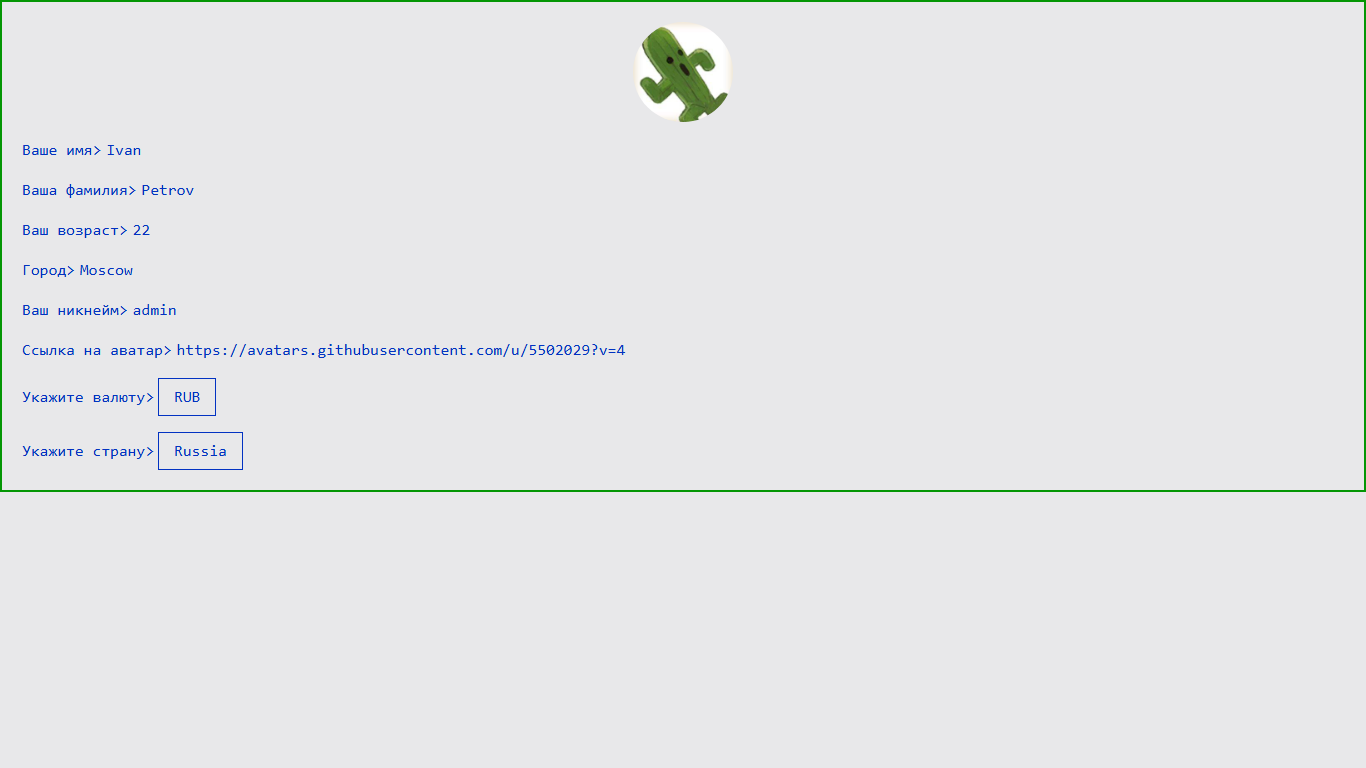 Ваше имя> Ivan
Ваша фамилия> Petrov
Ваш возраст> 22
Город> Moscow
Ваш никнейм> admin
Ссылка на аватар> https://avatars.githubusercontent.com/u/5502029?v=4
Укажите валюту> RUB
Укажите страну> Russia